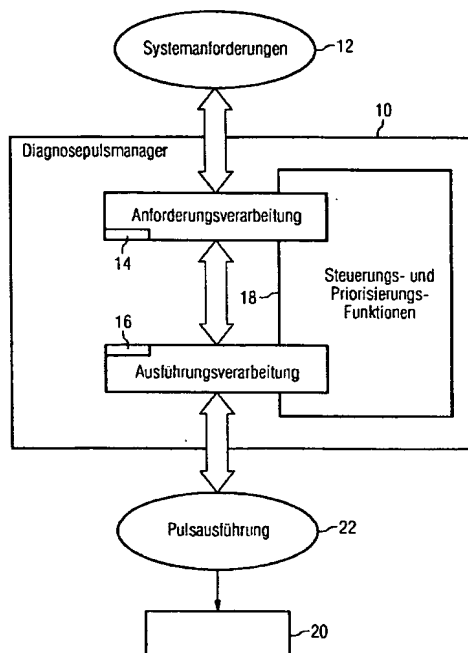 Systemanforderungen
12
10
Diagnosepulsmanager
Anforderungsverarbeitung
14
18
Steuerungs- und
Priorisierungs-
Funktionen
16
Ausführungsverarbeitung
Pulsausführung
22
20